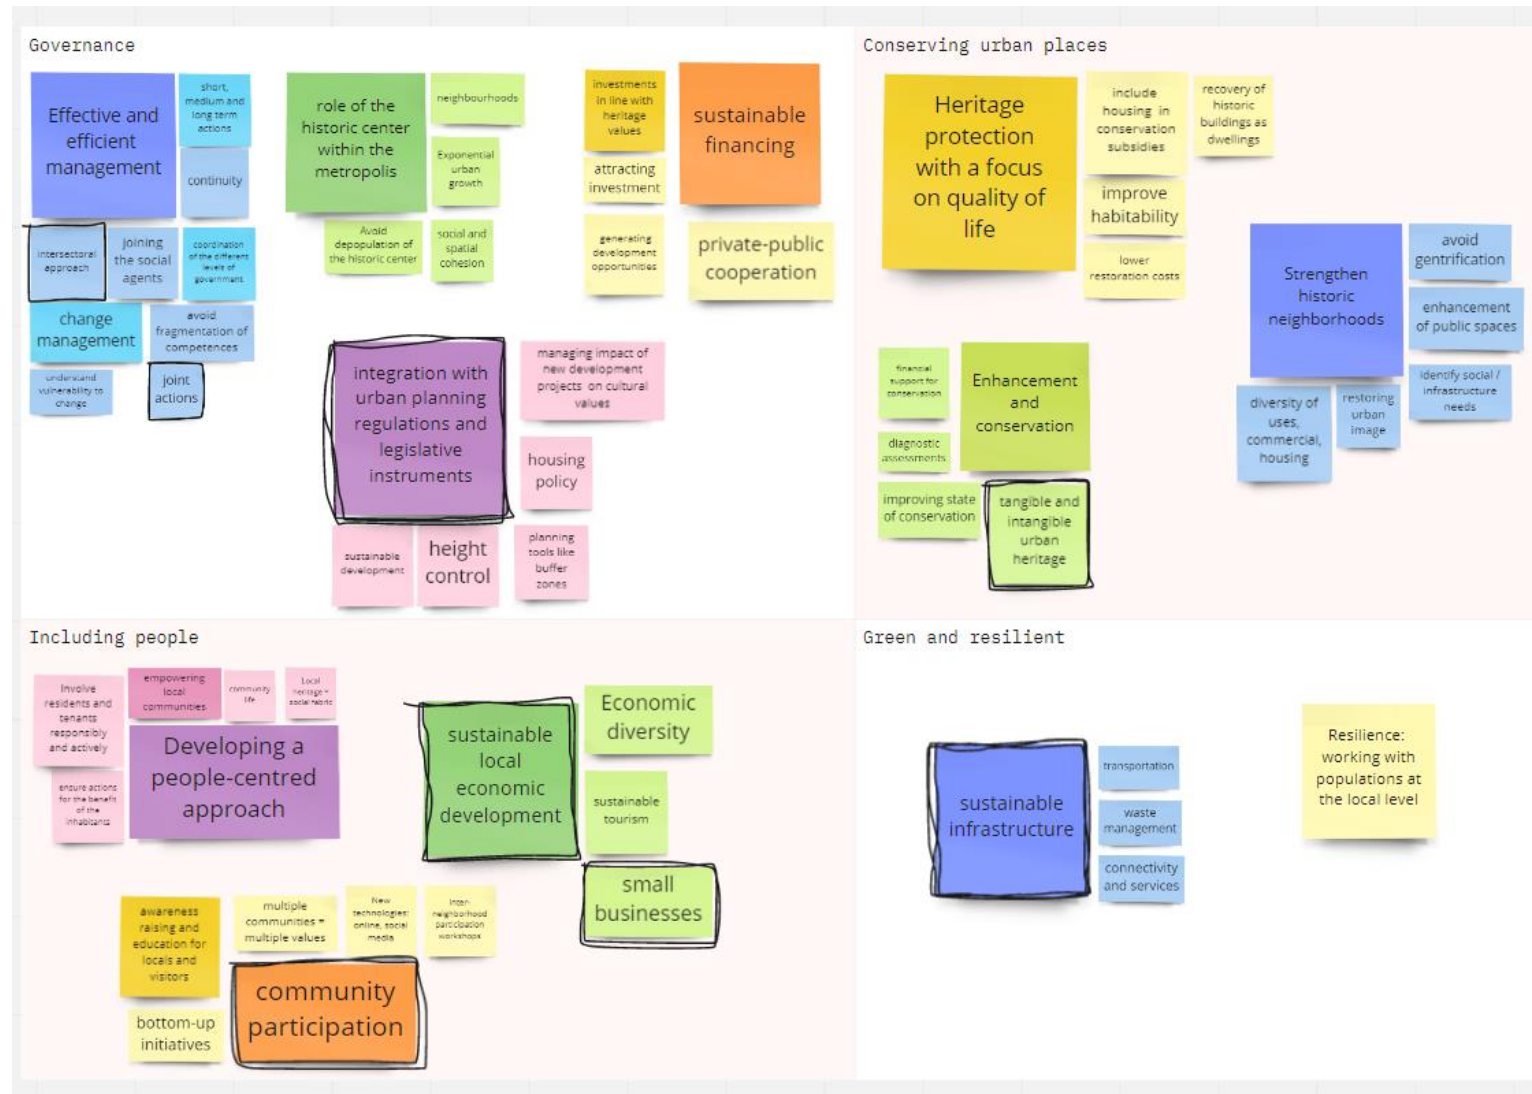 Governance
Effective and
efficient
management
short,
medium and
long term
actions
continuity
intersectoral
approach
joining
the social
agents
coordination
of the different
levels of
government
change
management
avoid
fragmentation of
competences
understand
vulnerability to
change
joint
actions
role of the
historic center
within the
metropolis
neighbourhoods
Exponential
urban
growth
Avoid
depopulation of
the historic center
social and
spatial
cohesion
investments
in line with
heritage
values
sustainable
financing
attracting
investment
generating
development
opportunities
private-public
cooperation
integration with
urban planning
regulations and
legislative
instruments
managing impact of
new development
projects on cultural
values
housing
policy
sustainable
development
height
control
planning
tools like
buffer
zones
Conserving urban places
Heritage
protection
with a focus
on quality of
life
include
housing in
conservation
subsidies
recovery of
historic
buildings as
dwellings
improve
habitability
lower
restoration costs
Strengthen
historic
neighborhoods
avoid
gentrification
enhancement
of public spaces
identify social /
infrastructure
needs
diversity of
uses,
commercial,
housing
restoring
urban
image
financial
support for
conservation
Enhancement
and
conservation
diagnostic
assessments
improving state
of conservation
tangible and
intangible
urban
heritage
Including people
Involve
residents and
tenants
responsibly
and actively
empowering
local
communities
community
life
Local
heritage =
social fabric
Developing a
people-centred
approach
ensure actions
for the benefit
of the
inhabitants
sustainable
local
economic
development
Economic
diversity
sustainable
tourism
small
businesses
awareness
raising and
education for
locals and
visitors
multiple
communities =
multiple values
New
technologies:
online, social
media
Inter-
neighborhood
participation
workshops
community
participation
bottom-up
initiatives
Green and resilient
sustainable
infrastructure
transportation
waste
management
connectivity
and services
Resilience:
working with
populations at
the local level